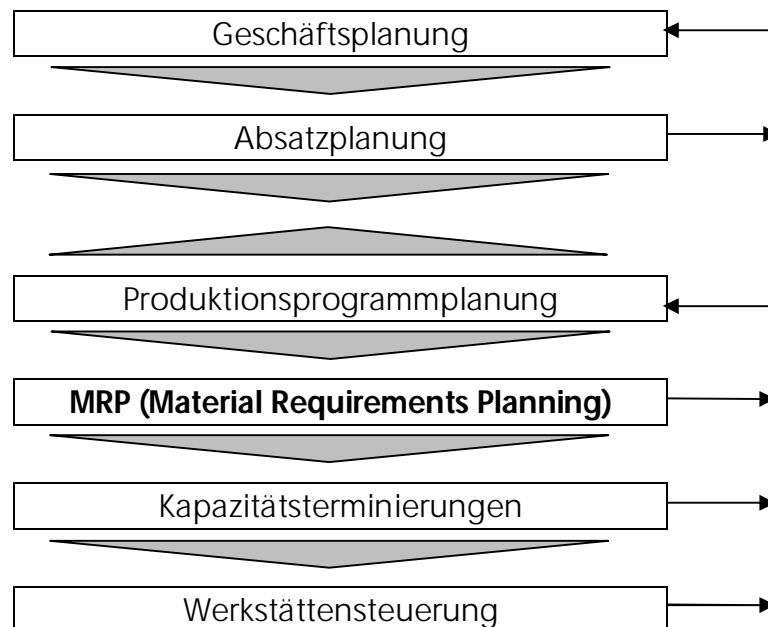 Geschäftsplanung
Absatzplanung
Produktionsprogrammplanung
MRP (Material Requirements Planning)
Kapazitätsterminierungen
Werkstättensteuerung